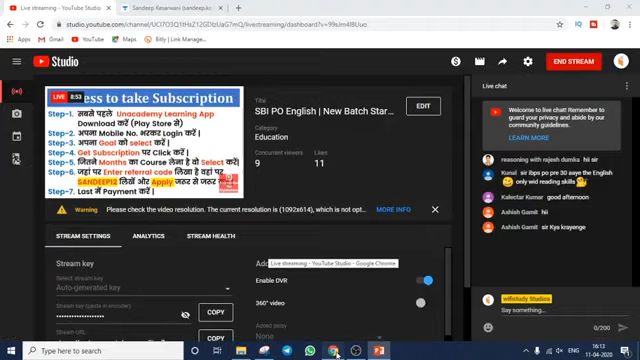 Live streaming - YouTube Studio
Sandeep Kesarwani (sandeep.k
studio.youtube.com
/livestreaming/dashboard?v=
Apps
Gmail
YouTube
Maps
Bitly | Link Manage...
Studio
END STREAM
LIVE 8:53
ess to take Subscription
Step-1. सबसे पहले Unacademy Learning App
Download करें (Play Store से)
Step-2. अपना Mobile No. भरकर Login करें |
Step-3. अपना Goal को select करें |
Step-4. Get Subscription पर Click करें |
Step-5. जितने Months का Course लेना है वो Select करें|
Step-6. जहां पर Enter referral code लिखा है वहां पर
SANDEEP12 लिखें और Apply जरूर से जरूर
Step-7. Last में Payment करें |
Title
SBI PO English | New Batch Star...
EDIT
Category
Education
Concurrent viewers
9
Likes
11
Warning
Please check the video resolution. The current resolution is (1092x614), which is not opt...
MORE INFO
STREAM SETTINGS
ANALYTICS
STREAM HEALTH
Stream key
Select stream key
Auto-generated key
Stream key (paste in encoder)
COPY
Stream URL
COPY
Live streaming - YouTube Studio - Google Chrome
Enable DVR
360° video
Added delay
None
Live chat
Welcome to live chat! Remember to
guard your privacy and abide by
our community guidelines.
LEARN MORE
reasoning with rajesh dumka hii sir
Kunal sir ibps po pre 30 aaye the English
only wid reading skills
Kalectar Kumar good afternoon
Ashish Gamit hii
Ashish Gamit sir Kya krayenge
wifistudy Studios
Say something...
0/200
Type here to search
ENG
16:13
11-04-2020